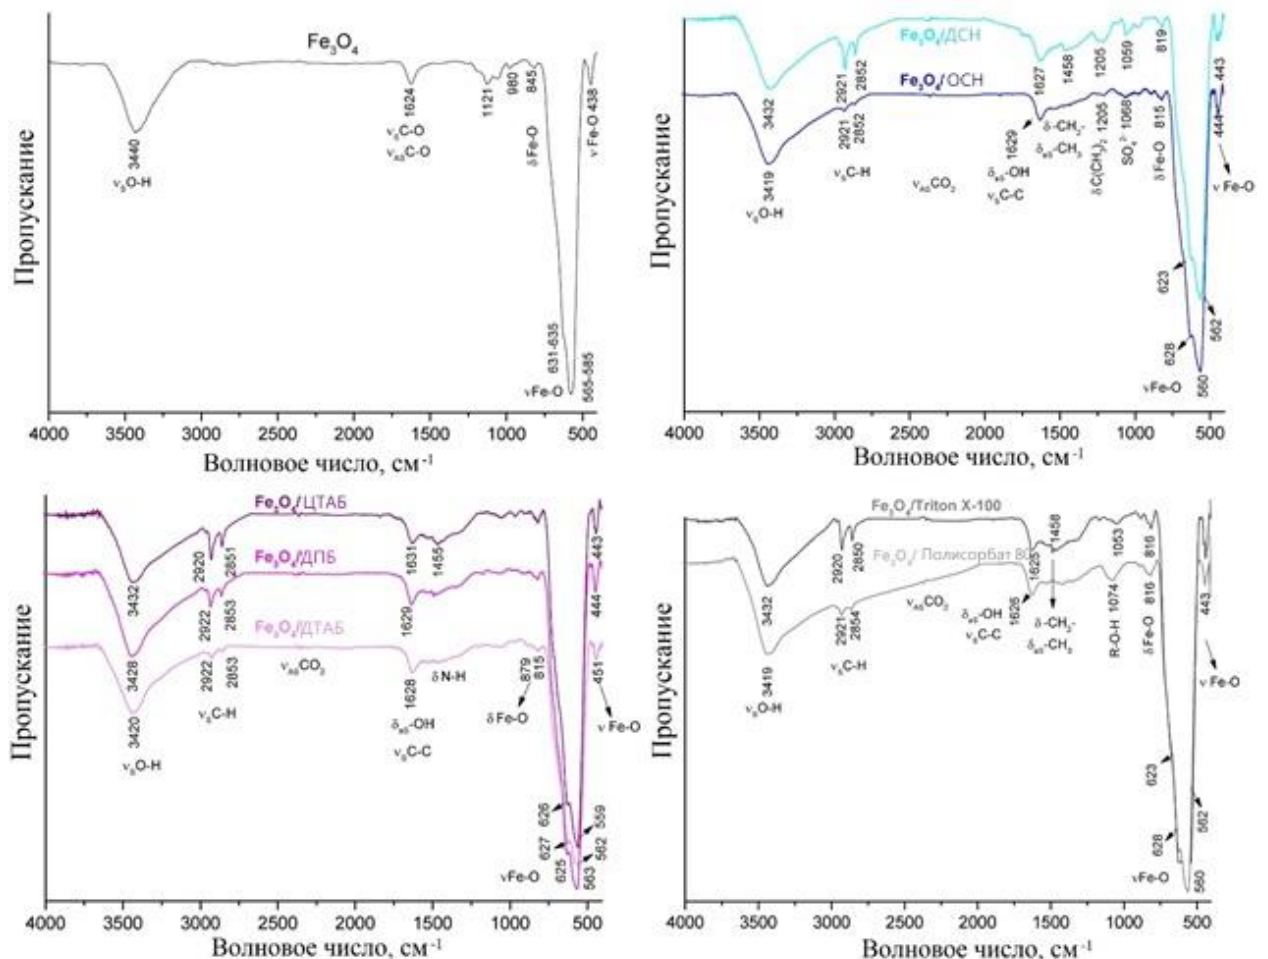 Fe₃O₄
3440
νₛO-H
1624
νₛC-O
νₐₛC-O
1121
980
845
δFe-O
ν Fe-O 438
631-635
νFe-O
565-585
Пропускание
4000 3500 3000 2500 2000 1500 1000 500
Волновое число, см⁻¹
Fe₃O₄/ДСН
3432
2921
2852
1627
1458
1205
1059
819
443
Fe₃O₄/ОСН
3419
νₛO-H
2921
2852
νₛC-H
νₐₛCO₂
1629
δₐₛ-OH
νₛC-C
δ-CH₂-
δₐₛ-CH₃
δC(CH₃)₂ 1205
SO₄²⁻ 1068
δFe-O 815
444
ν Fe-O
623
628
νFe-O
562
560
Пропускание
4000 3500 3000 2500 2000 1500 1000 500
Волновое число, см⁻¹
Fe₃O₄/ЦТАБ
3432
2920
2851
1631
1455
443
Fe₃O₄/ДПБ
3428
2922
2853
1629
444
Fe₃O₄/ДТАБ
3420
νₛO-H
2922
2853
νₛC-H
νₐₛCO₂
1628
δₐₛ-OH
νₛC-C
δN-H
879
815
δFe-O
451
ν Fe-O
626
627
625
νFe-O
559
562
563
Пропускание
4000 3500 3000 2500 2000 1500 1000 500
Волновое число, см⁻¹
Fe₃O₄/Triton X-100
3432
2920
2850
1625
1458
1053
816
Fe₃O₄/ Полисорбат 80
3419
νₛO-H
2921
2854
νₛC-H
νₐₛCO₂
δₐₛ-OH
νₛC-C
1626
δ-CH₂-
δₐₛ-CH₃
R-O-H 1074
δFe-O 816
443
ν Fe-O
623
628
νFe-O
562
560
Пропускание
4000 3500 3000 2500 2000 1500 1000 500
Волновое число, см⁻¹